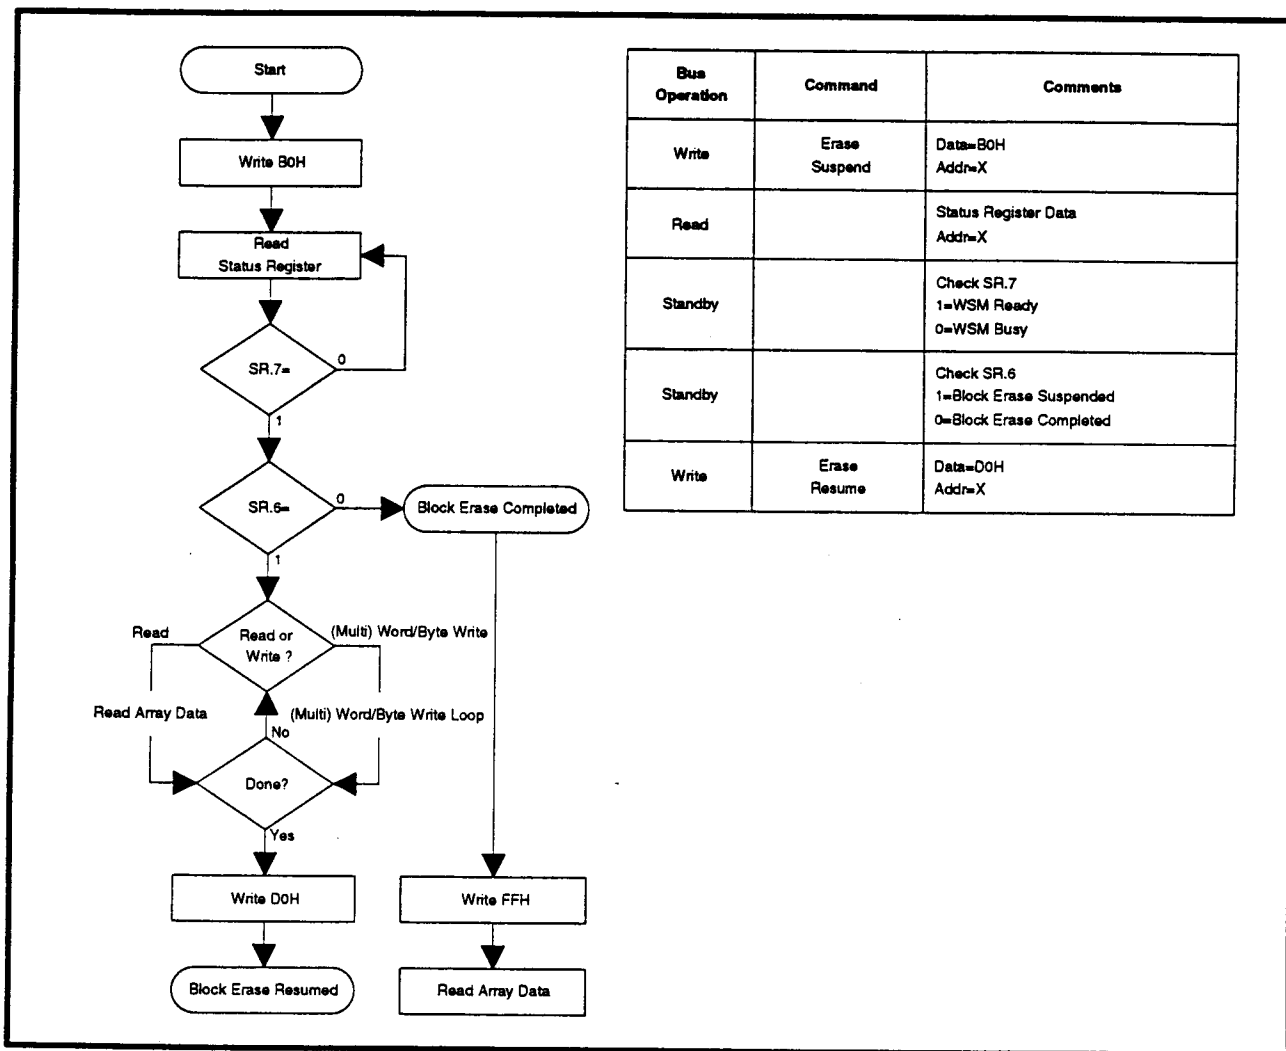 Start
Write B0H
Read
Status Register
SR.7=
0
1
SR.6=
0
Block Erase Completed
1
Read
Read or
Write ?
(Multi) Word/Byte Write
Read Array Data
(Multi) Word/Byte Write Loop
No
Done?
Yes
Write D0H
Write FFH
Block Erase Resumed
Read Array Data
Bus
Operation
Command
Comments
Write
Erase
Suspend
Data=B0H
Addr=X
Read
Status Register Data
Addr=X
Standby
Check SR.7
1=WSM Ready
0=WSM Busy
Standby
Check SR.6
1=Block Erase Suspended
0=Block Erase Completed
Write
Erase
Resume
Data=D0H
Addr=X